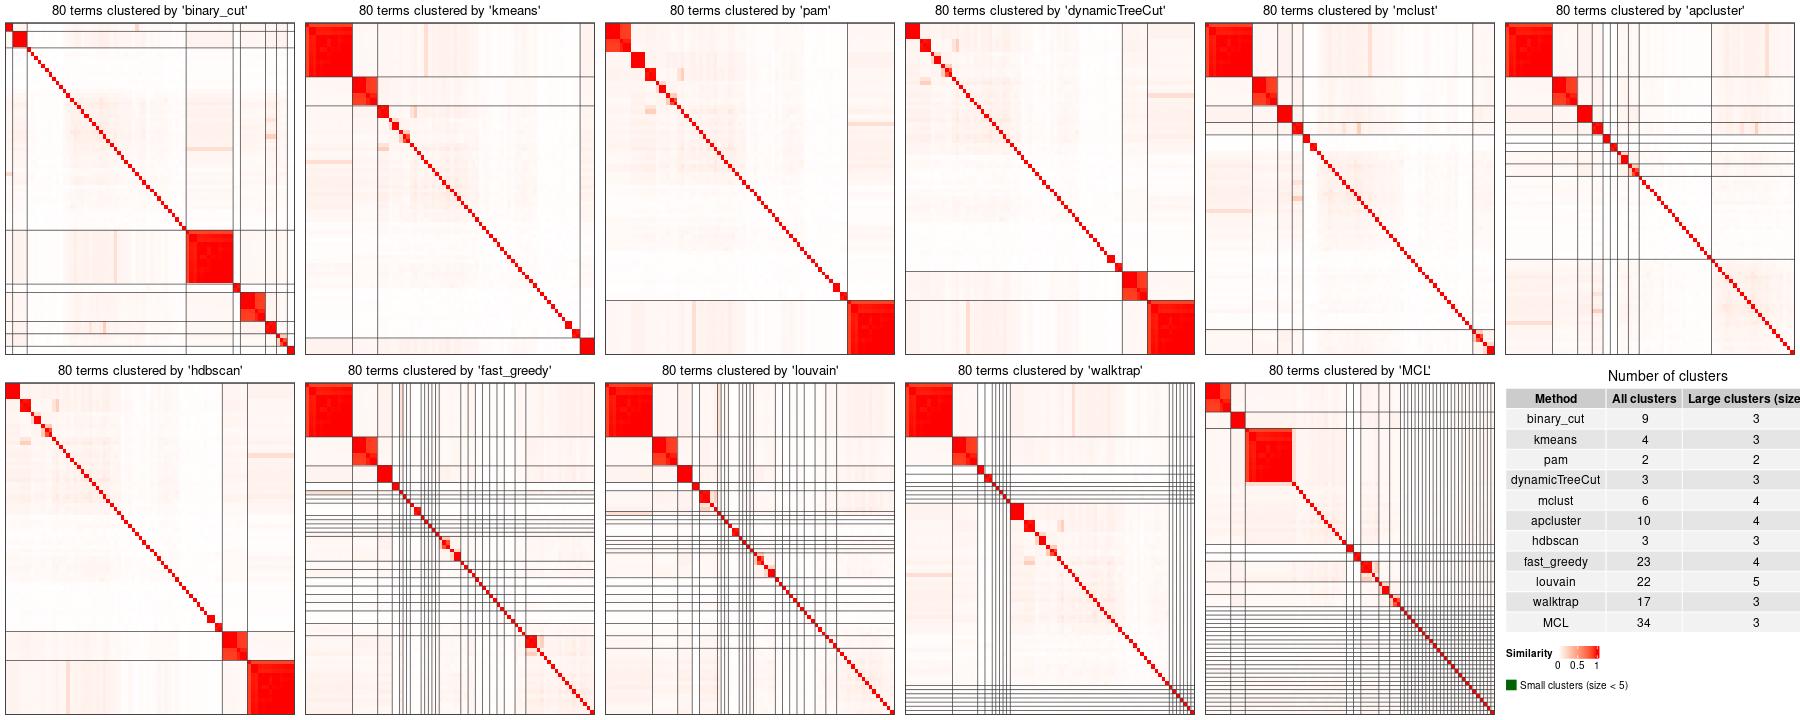 80 terms clustered by 'binary_cut'
80 terms clustered by 'kmeans'
80 terms clustered by 'pam'
80 terms clustered by 'dynamicTreeCut'
80 terms clustered by 'mclust'
80 terms clustered by 'apcluster'
80 terms clustered by 'hdbscan'
80 terms clustered by 'fast_greedy'
80 terms clustered by 'louvain'
80 terms clustered by 'walktrap'
80 terms clustered by 'MCL'
Number of clusters
Method All clusters Large clusters (size
binary_cut 9 3
kmeans 4 3
pam 2 2
dynamicTreeCut 3 3
mclust 6 4
apcluster 10 4
hdbscan 3 3
fast_greedy 23 4
louvain 22 5
walktrap 17 3
MCL 34 3
Similarity
0 0.5 1
Small clusters (size < 5)